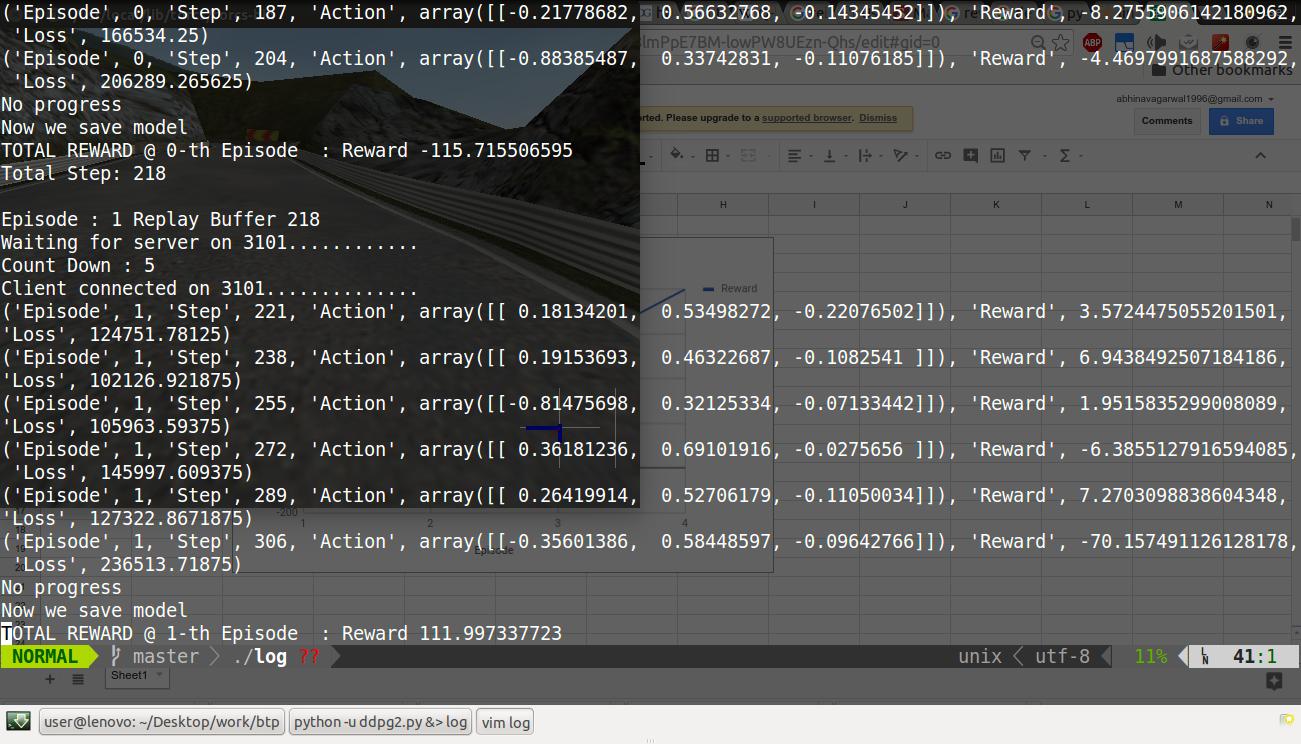 ('Episode', 0, 'Step', 187, 'Action', array([[-0.21778682, 0.56632768, -0.14345452]]), 'Reward', -8.2755906142180962,
'Loss', 166534.25)
('Episode', 0, 'Step', 204, 'Action', array([[-0.88385487, 0.33742831, -0.11076185]]), 'Reward', -4.4697991687588292,
'Loss', 206289.265625)
No progress
Now we save model
TOTAL REWARD @ 0-th Episode : Reward -115.715506595
Total Step: 218
Episode : 1 Replay Buffer 218
Waiting for server on 3101............
Count Down : 5
Client connected on 3101..............
('Episode', 1, 'Step', 221, 'Action', array([[ 0.18134201, 0.53498272, -0.22076502]]), 'Reward', 3.5724475055201501,
'Loss', 124751.78125)
('Episode', 1, 'Step', 238, 'Action', array([[ 0.19153693, 0.46322687, -0.1082541 ]]), 'Reward', 6.9438492507184186,
'Loss', 102126.921875)
('Episode', 1, 'Step', 255, 'Action', array([[-0.81475698, 0.32125334, -0.07133442]]), 'Reward', 1.9515835299008089,
'Loss', 105963.59375)
('Episode', 1, 'Step', 272, 'Action', array([[ 0.36181236, 0.69101916, -0.0275656 ]]), 'Reward', -6.3855127916594085,
'Loss', 145997.609375)
('Episode', 1, 'Step', 289, 'Action', array([[ 0.26419914, 0.52706179, -0.11050034]]), 'Reward', 7.2703098838604348,
'Loss', 127322.8671875)
('Episode', 1, 'Step', 306, 'Action', array([[-0.35601386, 0.58448597, -0.09642766]]), 'Reward', -70.157491126128178,
'Loss', 236513.71875)
No progress
Now we save model
TOTAL REWARD @ 1-th Episode : Reward 111.997337723
NORMAL master ./log ?? unix utf-8 11% LN 41:1
/edit#gid=0
ABP
Other bookmarks
abhinavagarwal1996@gmail.com
Please upgrade to a supported browser. Dismiss
Comments
Share
H I J K L M N
Reward
-200
1 2 3 4
Episode
Sheet1
user@lenovo: ~/Desktop/work/btp
python -u ddpg2.py &> log
vim log